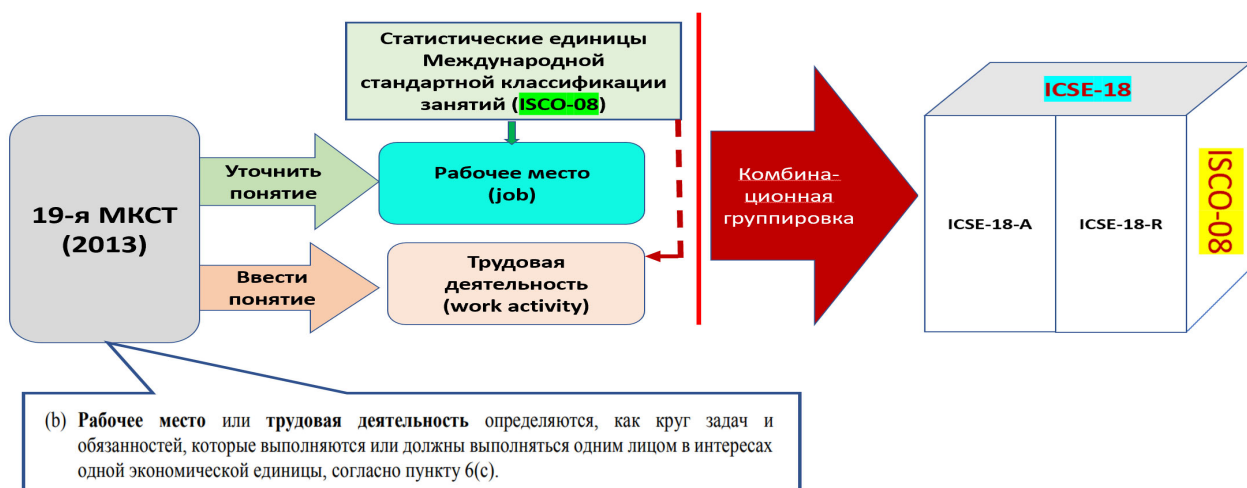 Статистические единицы
Международной
стандартной классификации
занятий (ISCO-08)
19-я МКСТ
(2013)
Уточнить
понятие
Рабочее место
(job)
Ввести
понятие
Трудовая
деятельность
(work activity)
Комбина-
ционная
группировка
ICSE-18
ICSE-18-A
ICSE-18-R
ISCO-08
(b) Рабочее место или трудовая деятельность определяются, как круг задач и
обязанностей, которые выполняются или должны выполняться одним лицом в интересах
одной экономической единицы, согласно пункту 6(c).